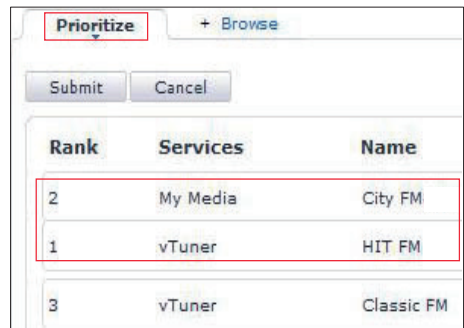 Prioritize + Browse
Submit Cancel
Rank Services Name
2 My Media City FM
1 vTuner HIT FM
3 vTuner Classic FM